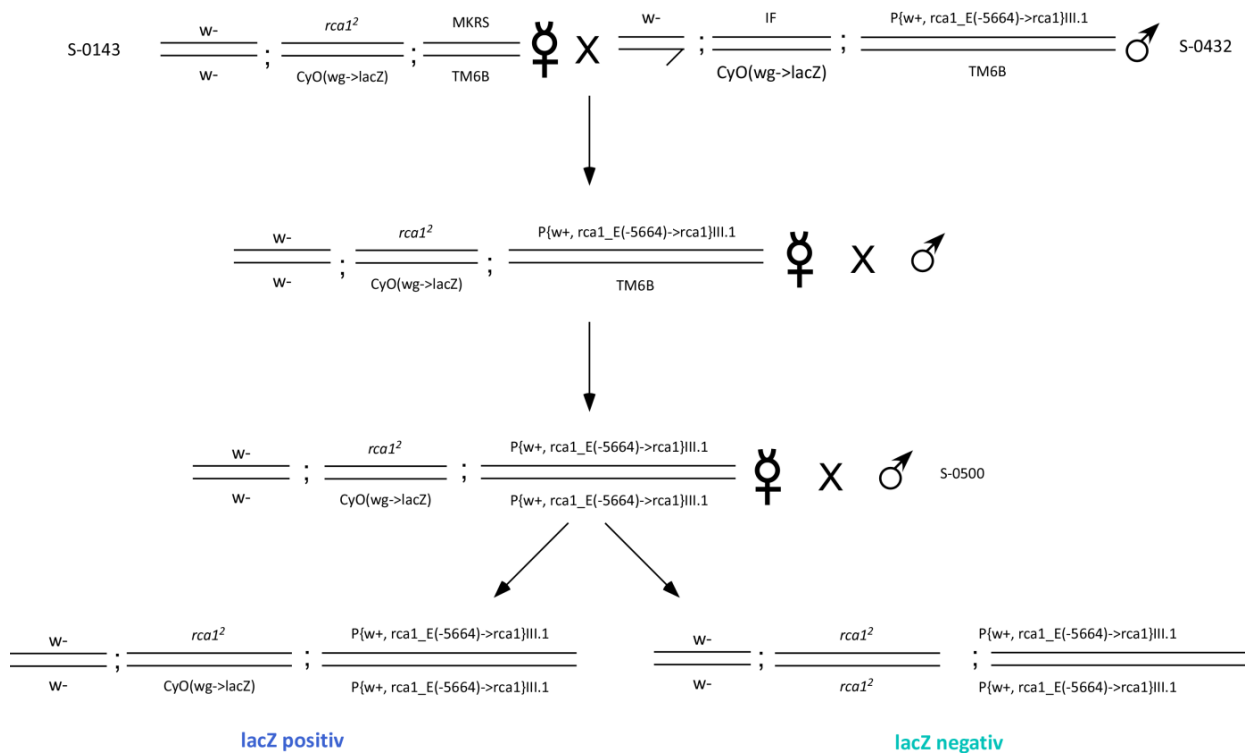 S-0143 w- ; rca1² ; MKRS X w- ; IF ; P{w+, rca1_E(-5664)->rca1}III.1 S-0432
w- CyO(wg->lacZ) TM6B CyO(wg->lacZ) TM6B
w- ; rca1² ; P{w+, rca1_E(-5664)->rca1}III.1 X
w- CyO(wg->lacZ) TM6B
w- ; rca1² ; P{w+, rca1_E(-5664)->rca1}III.1 X S-0500
w- CyO(wg->lacZ) P{w+, rca1_E(-5664)->rca1}III.1
w- ; rca1² ; P{w+, rca1_E(-5664)->rca1}III.1
w- CyO(wg->lacZ) P{w+, rca1_E(-5664)->rca1}III.1
lacZ positiv
w- ; rca1² ; P{w+, rca1_E(-5664)->rca1}III.1
w- rca1² P{w+, rca1_E(-5664)->rca1}III.1
lacZ negativ